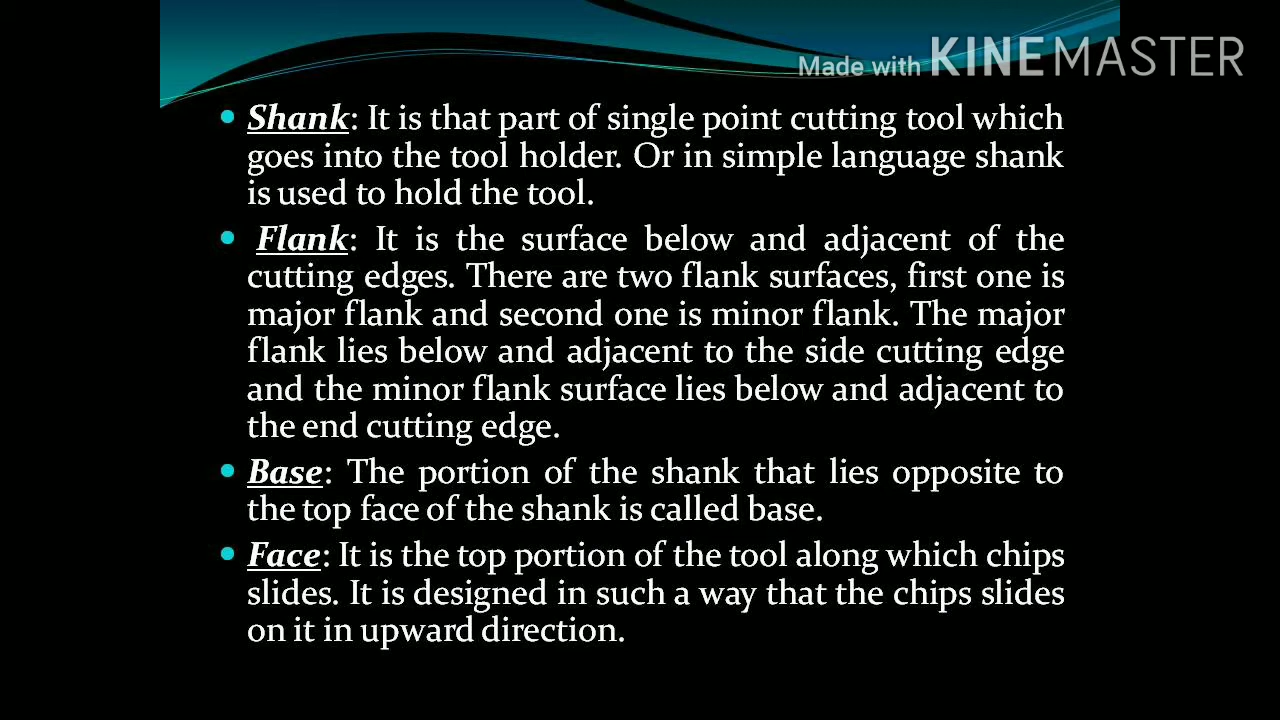 Made with KINEMASTER
• Shank: It is that part of single point cutting tool which
goes into the tool holder. Or in simple language shank
is used to hold the tool.
• Flank: It is the surface below and adjacent of the
cutting edges. There are two flank surfaces, first one is
major flank and second one is minor flank. The major
flank lies below and adjacent to the side cutting edge
and the minor flank surface lies below and adjacent to
the end cutting edge.
• Base: The portion of the shank that lies opposite to
the top face of the shank is called base.
• Face: It is the top portion of the tool along which chips
slides. It is designed in such a way that the chips slides
on it in upward direction.